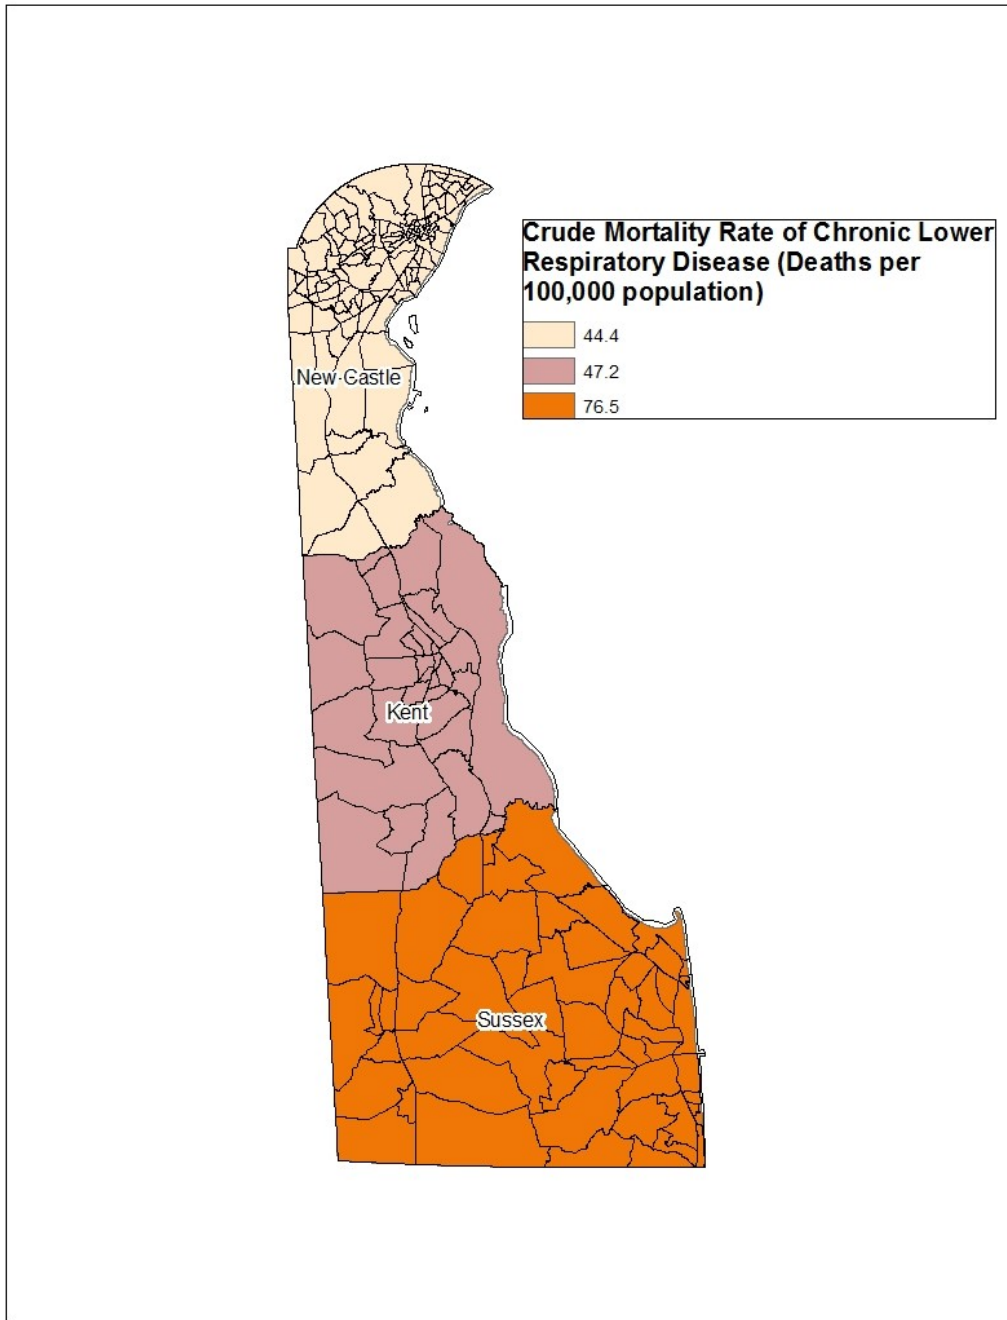 Crude Mortality Rate of Chronic Lower
Respiratory Disease (Deaths per
100,000 population)
44.4
47.2
76.5
New Castle
Kent
Sussex